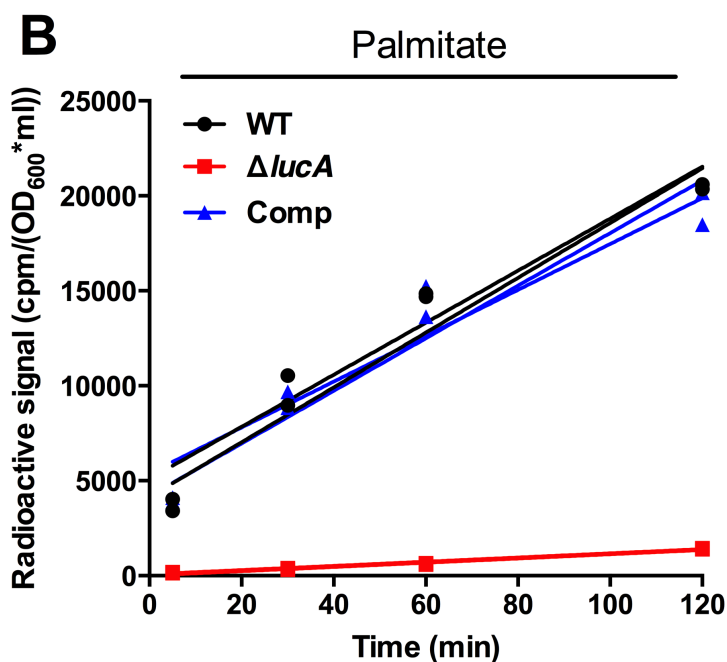 B
Palmitate
Radioactive signal (cpm/(OD600*ml))
25000
20000
15000
10000
5000
0
WT
ΔlucA
Comp
0 20 40 60 80 100 120
Time (min)